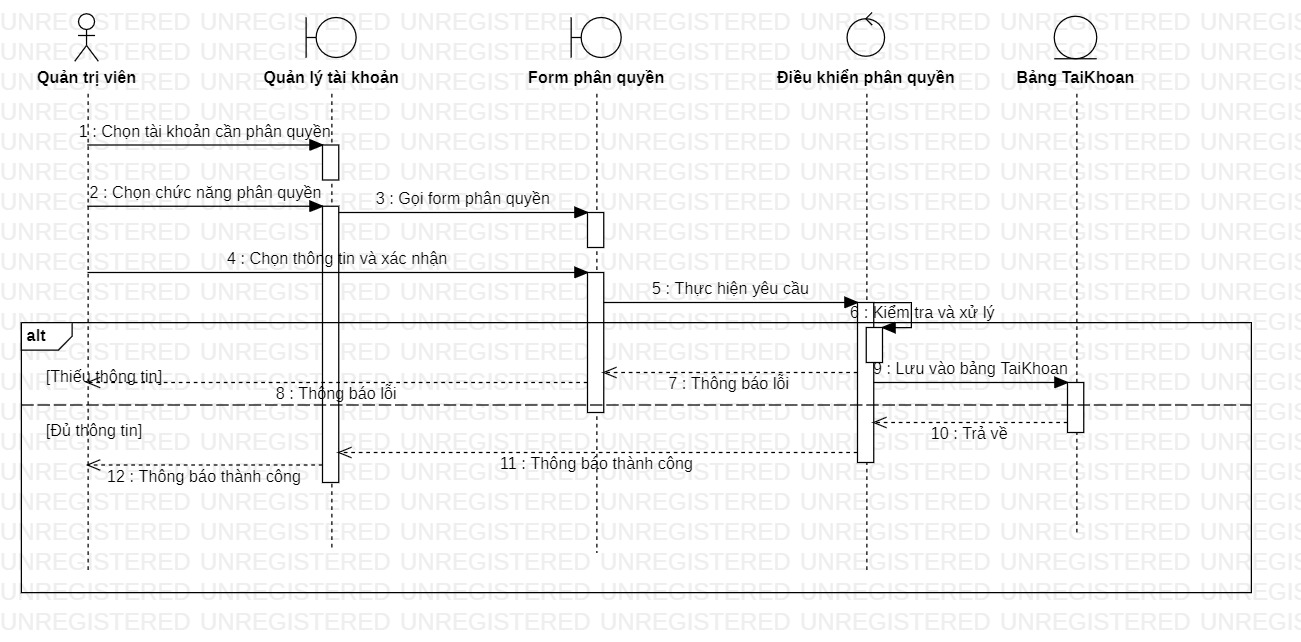 Quản trị viên
Quản lý tài khoản
Form phân quyền
Điều khiển phân quyền
Bảng TaiKhoan
1 : Chọn tài khoản cần phân quyền
2 : Chọn chức năng phân quyền
3 : Gọi form phân quyền
4 : Chọn thông tin và xác nhận
5 : Thực hiện yêu cầu
6 : Kiểm tra và xử lý
alt
[Thiếu thông tin]
9 : Lưu vào bảng TaiKhoan
7 : Thông báo lỗi
8 : Thông báo lỗi
[Đủ thông tin]
10 : Trả về
11 : Thông báo thành công
12 : Thông báo thành công
UNREGISTERED